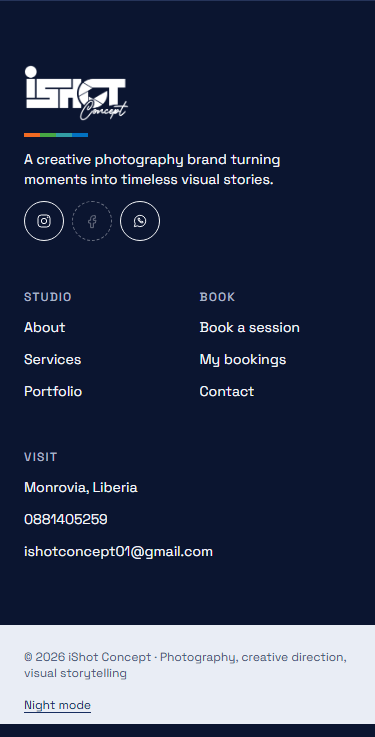 iSHOT
Concept
A creative photography brand turning
moments into timeless visual stories.
STUDIO
About
Services
Portfolio
BOOK
Book a session
My bookings
Contact
VISIT
Monrovia, Liberia
0881405259
ishotconcept01@gmail.com
© 2026 iShot Concept · Photography, creative direction,
visual storytelling
Night mode